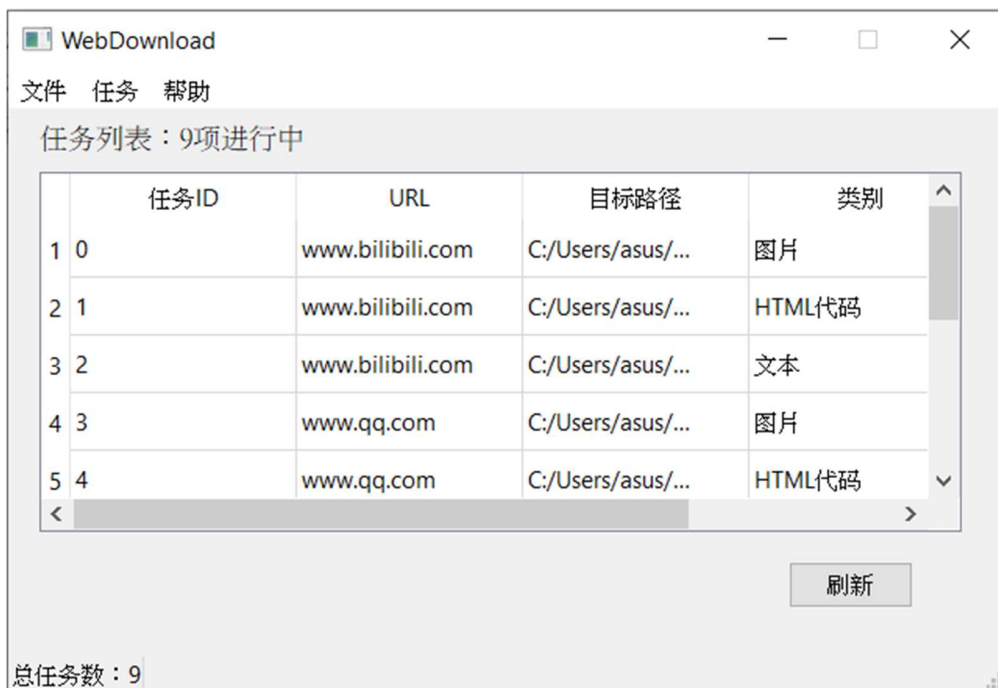 WebDownload
文件 任务 帮助
任务列表：9项进行中
任务ID URL 目标路径 类别
1 0 www.bilibili.com C:/Users/asus/... 图片
2 1 www.bilibili.com C:/Users/asus/... HTML代码
3 2 www.bilibili.com C:/Users/asus/... 文本
4 3 www.qq.com C:/Users/asus/... 图片
5 4 www.qq.com C:/Users/asus/... HTML代码
刷新
总任务数：9